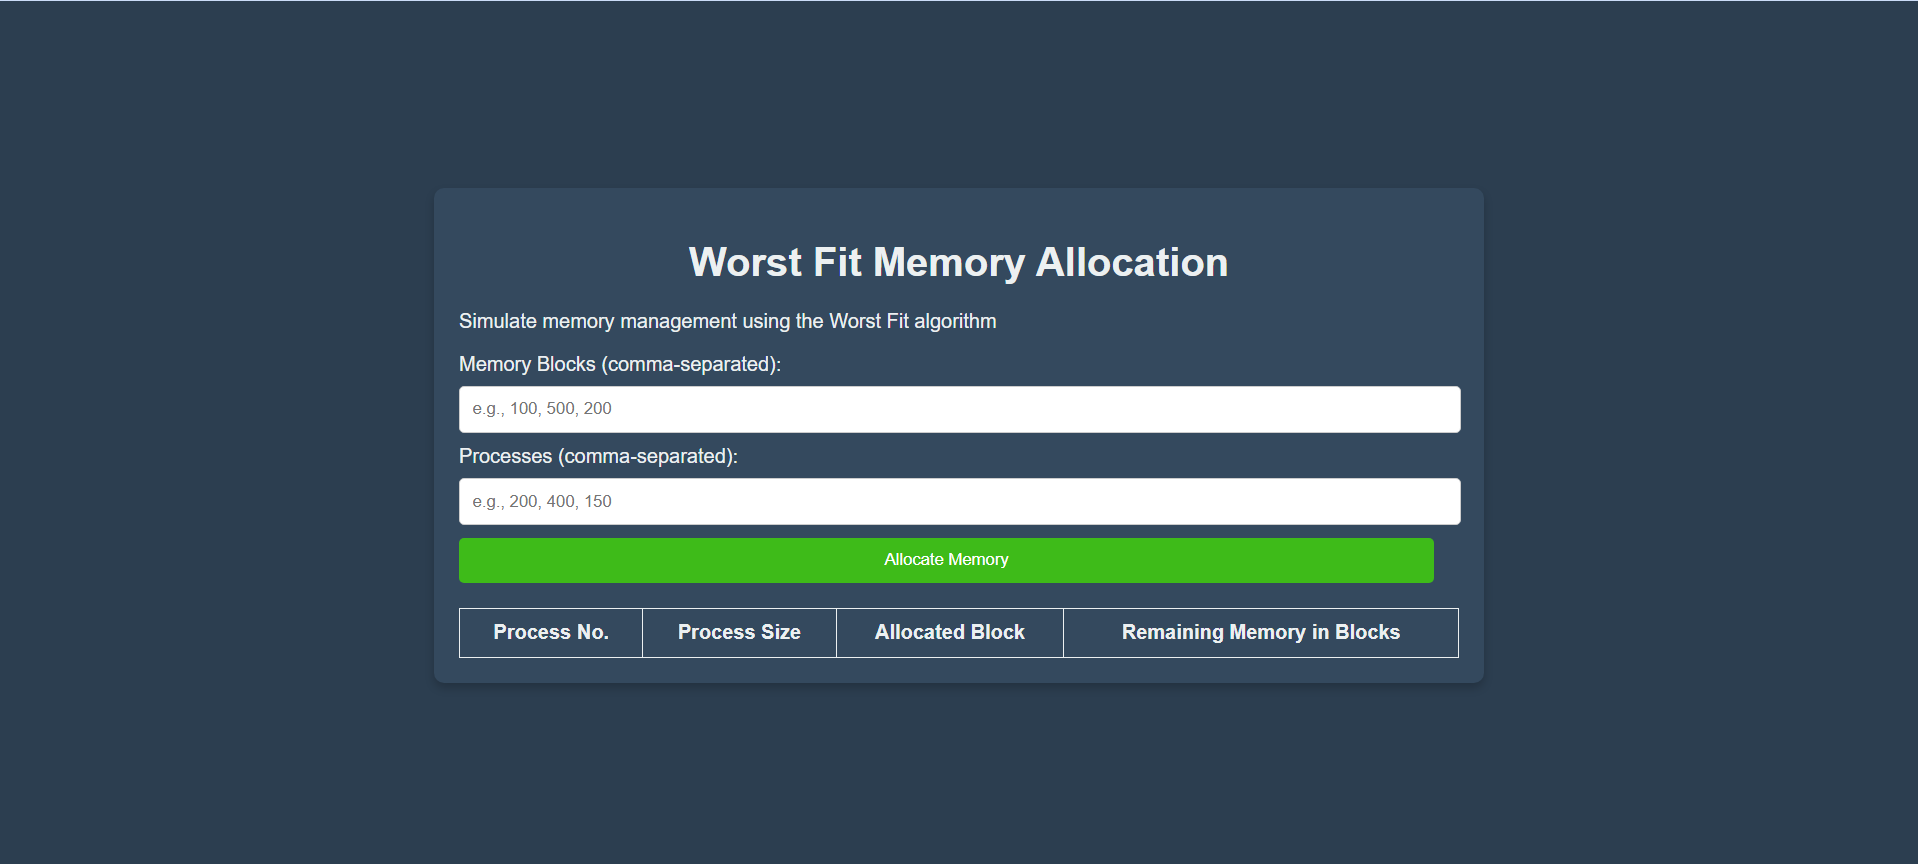 Worst Fit Memory Allocation
Simulate memory management using the Worst Fit algorithm
Memory Blocks (comma-separated):
e.g., 100, 500, 200
Processes (comma-separated):
e.g., 200, 400, 150
Allocate Memory
Process No. Process Size Allocated Block Remaining Memory in Blocks